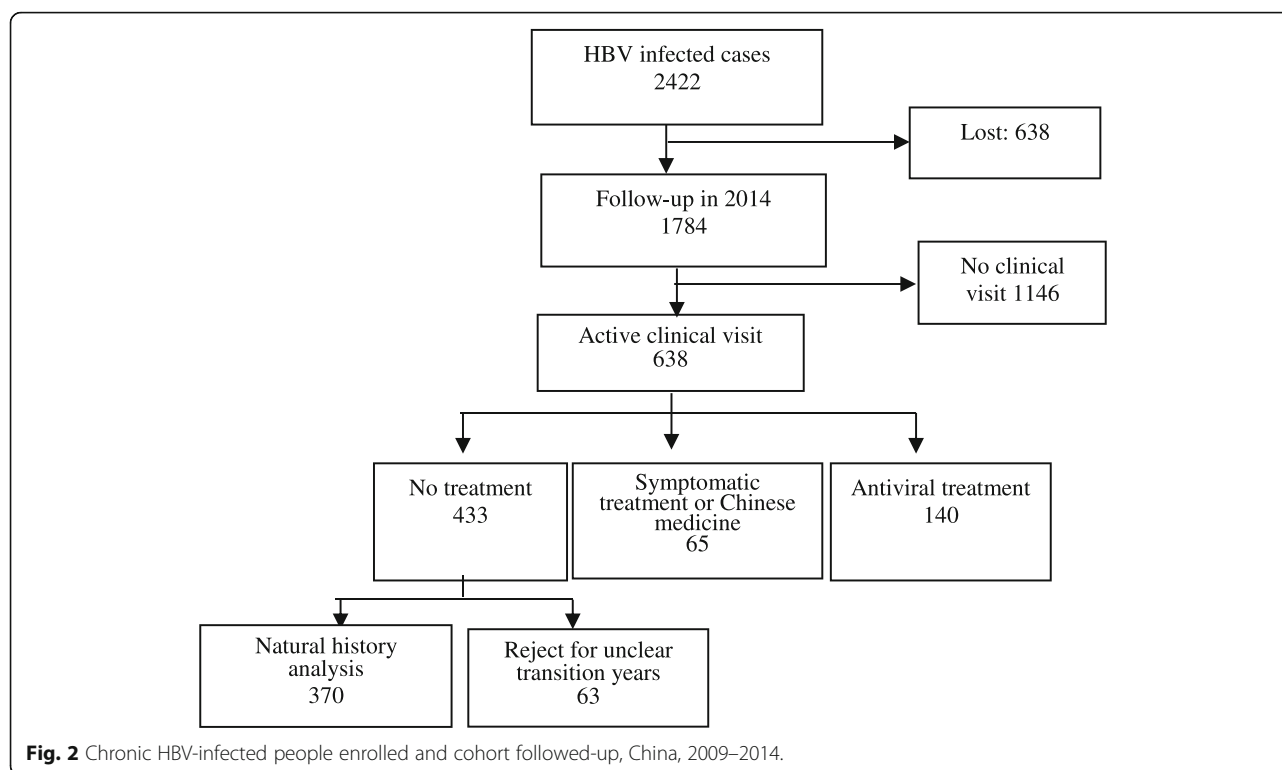 HBV infected cases
2422
Lost: 638
Follow-up in 2014
1784
No clinical
visit 1146
Active clinical visit
638
No treatment
433
Symptomatic
treatment or Chinese
medicine
65
Antiviral treatment
140
Natural history
analysis
370
Reject for unclear
transition years
63
Fig. 2 Chronic HBV-infected people enrolled and cohort followed-up, China, 2009–2014.